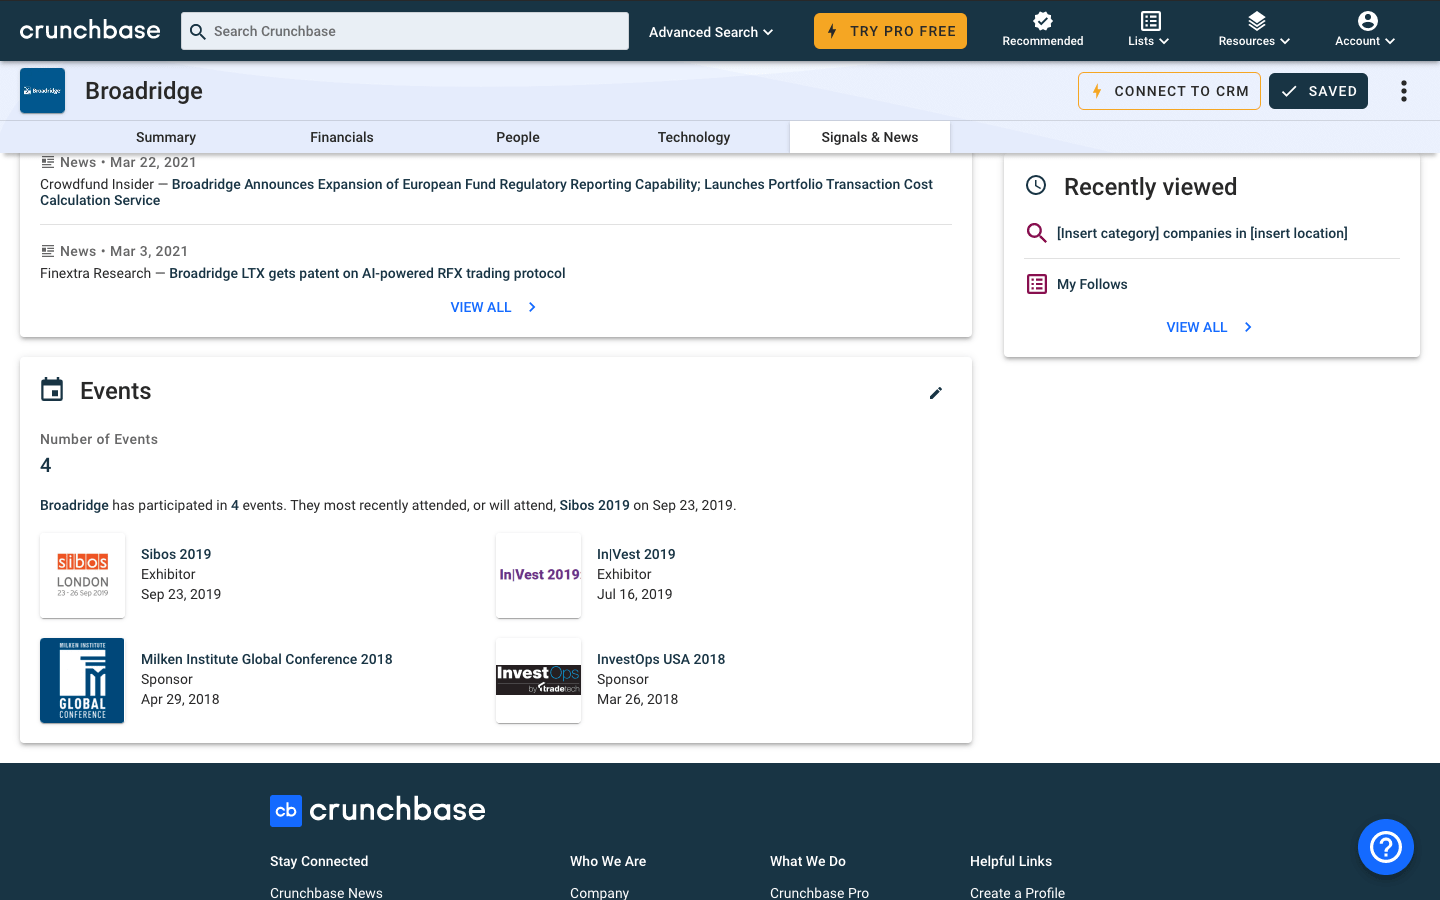 crunchbase
Search Crunchbase
Advanced Search
TRY PRO FREE
Recommended
Lists
Resources
Account
Broadridge
Broadridge
CONNECT TO CRM
SAVED
Summary
Financials
People
Technology
Signals & News
News • Mar 22, 2021
Crowdfund Insider — Broadridge Announces Expansion of European Fund Regulatory Reporting Capability; Launches Portfolio Transaction Cost
Calculation Service
News • Mar 3, 2021
Finextra Research — Broadridge LTX gets patent on AI-powered RFX trading protocol
VIEW ALL
Recently viewed
[Insert category] companies in [insert location]
My Follows
VIEW ALL
Events
Number of Events
4
Broadridge has participated in 4 events. They most recently attended, or will attend, Sibos 2019 on Sep 23, 2019.
sibos
LONDON
23 - 26 Sep 2019
Sibos 2019
Exhibitor
Sep 23, 2019
In|Vest 2019
In|Vest 2019
Exhibitor
Jul 16, 2019
MILKEN INSTITUTE
GLOBAL
CONFERENCE
Milken Institute Global Conference 2018
Sponsor
Apr 29, 2018
InvestOps
by tradetech
InvestOps USA 2018
Sponsor
Mar 26, 2018
cb crunchbase
Stay Connected
Who We Are
What We Do
Helpful Links
Crunchbase News
Company
Crunchbase Pro
Create a Profile